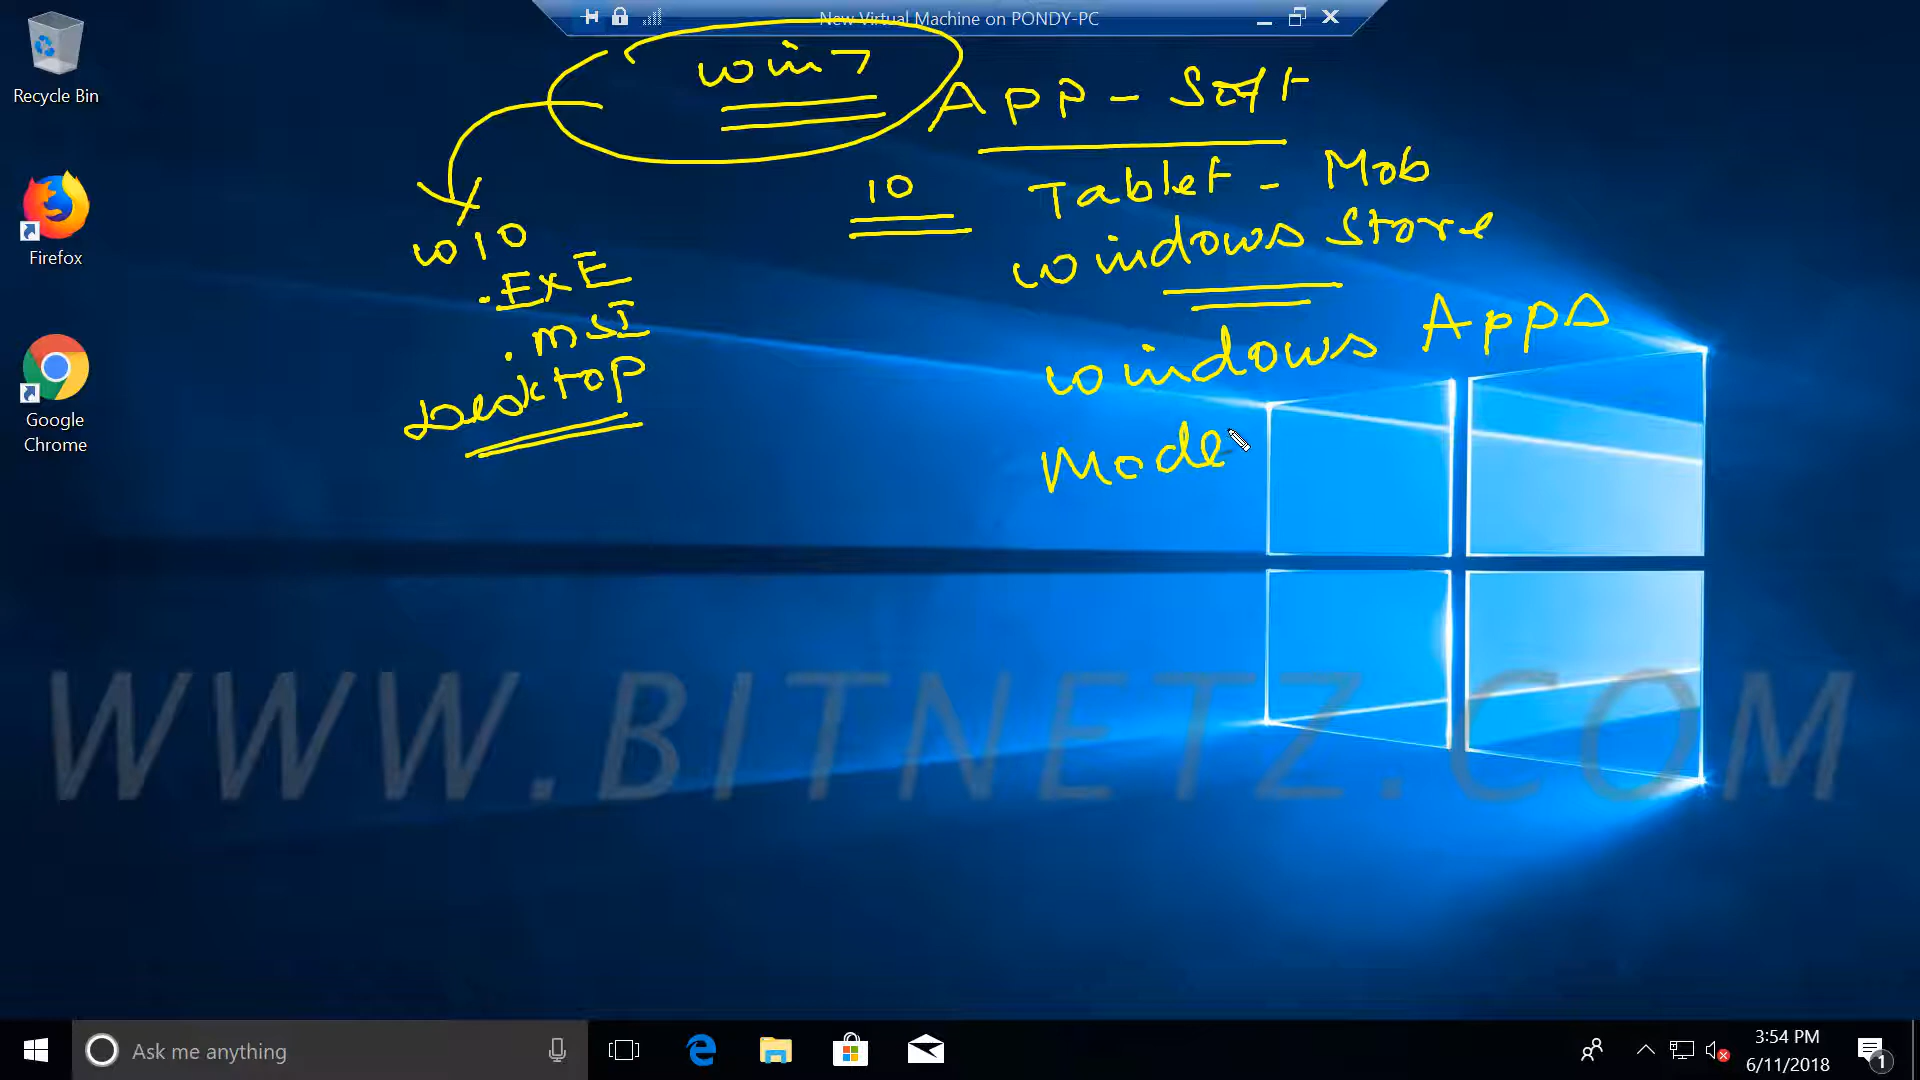 New Virtual Machine on PONDY-PC
Recycle Bin
Firefox
Google
Chrome
win7
App - Soft
10
Tablet - Mob
Windows Store
Windows Apps
Mode
W10
.EXE
.mSI
Desktop
WWW.BITNETZ.COM
Ask me anything
3:54 PM
6/11/2018
1